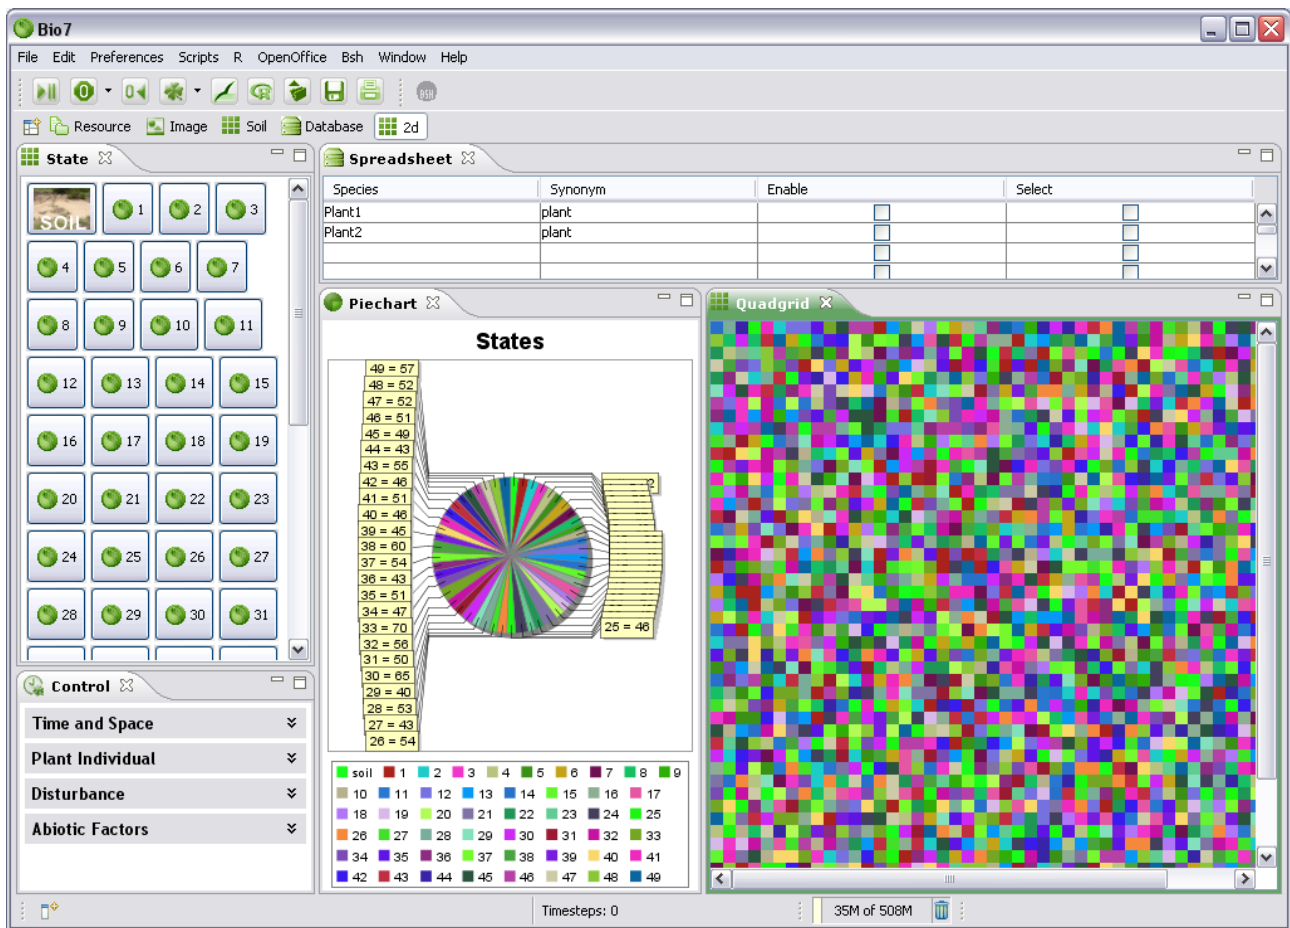 Bio7
File Edit Preferences Scripts R OpenOffice Bsh Window Help
0 0 BSH
Resource Image Soil Database 2d
State
SOIL 1 2 3
4 5 6 7
8 9 10 11
12 13 14 15
16 17 18 19
20 21 22 23
24 25 26 27
28 29 30 31
Control
Time and Space
Plant Individual
Disturbance
Abiotic Factors
Spreadsheet
Species Synonym Enable Select
Plant1 plant
Plant2 plant
Piechart
States
49 = 57
48 = 52
47 = 52
46 = 51
45 = 49
44 = 43
43 = 55
42 = 46
41 = 51
40 = 46
39 = 45
38 = 60
37 = 54
36 = 43
35 = 51
34 = 47
33 = 70
32 = 56
31 = 50
30 = 65
29 = 40
28 = 53
27 = 43
26 = 54
25 = 46
soil 1 2 3 4 5 6 7 8 9
10 11 12 13 14 15 16 17
18 19 20 21 22 23 24 25
26 27 28 29 30 31 32 33
34 35 36 37 38 39 40 41
42 43 44 45 46 47 48 49
Quadgrid
Timesteps: 0 35M of 508M